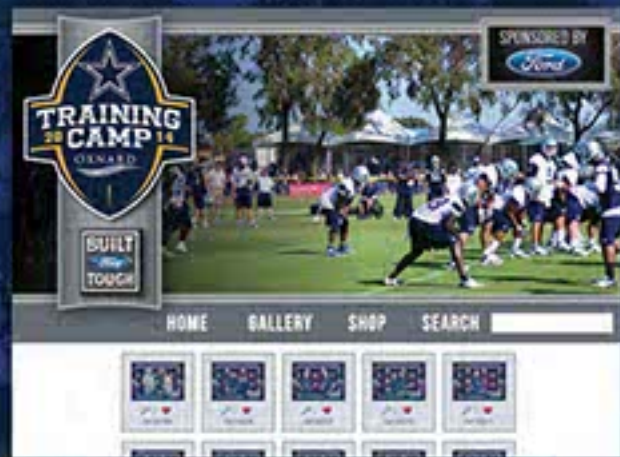 SPONSORED BY
Ford
TRAINING
20 CAMP 14
OXNARD
BUILT
Ford
TOUGH
HOME GALLERY SHOP SEARCH